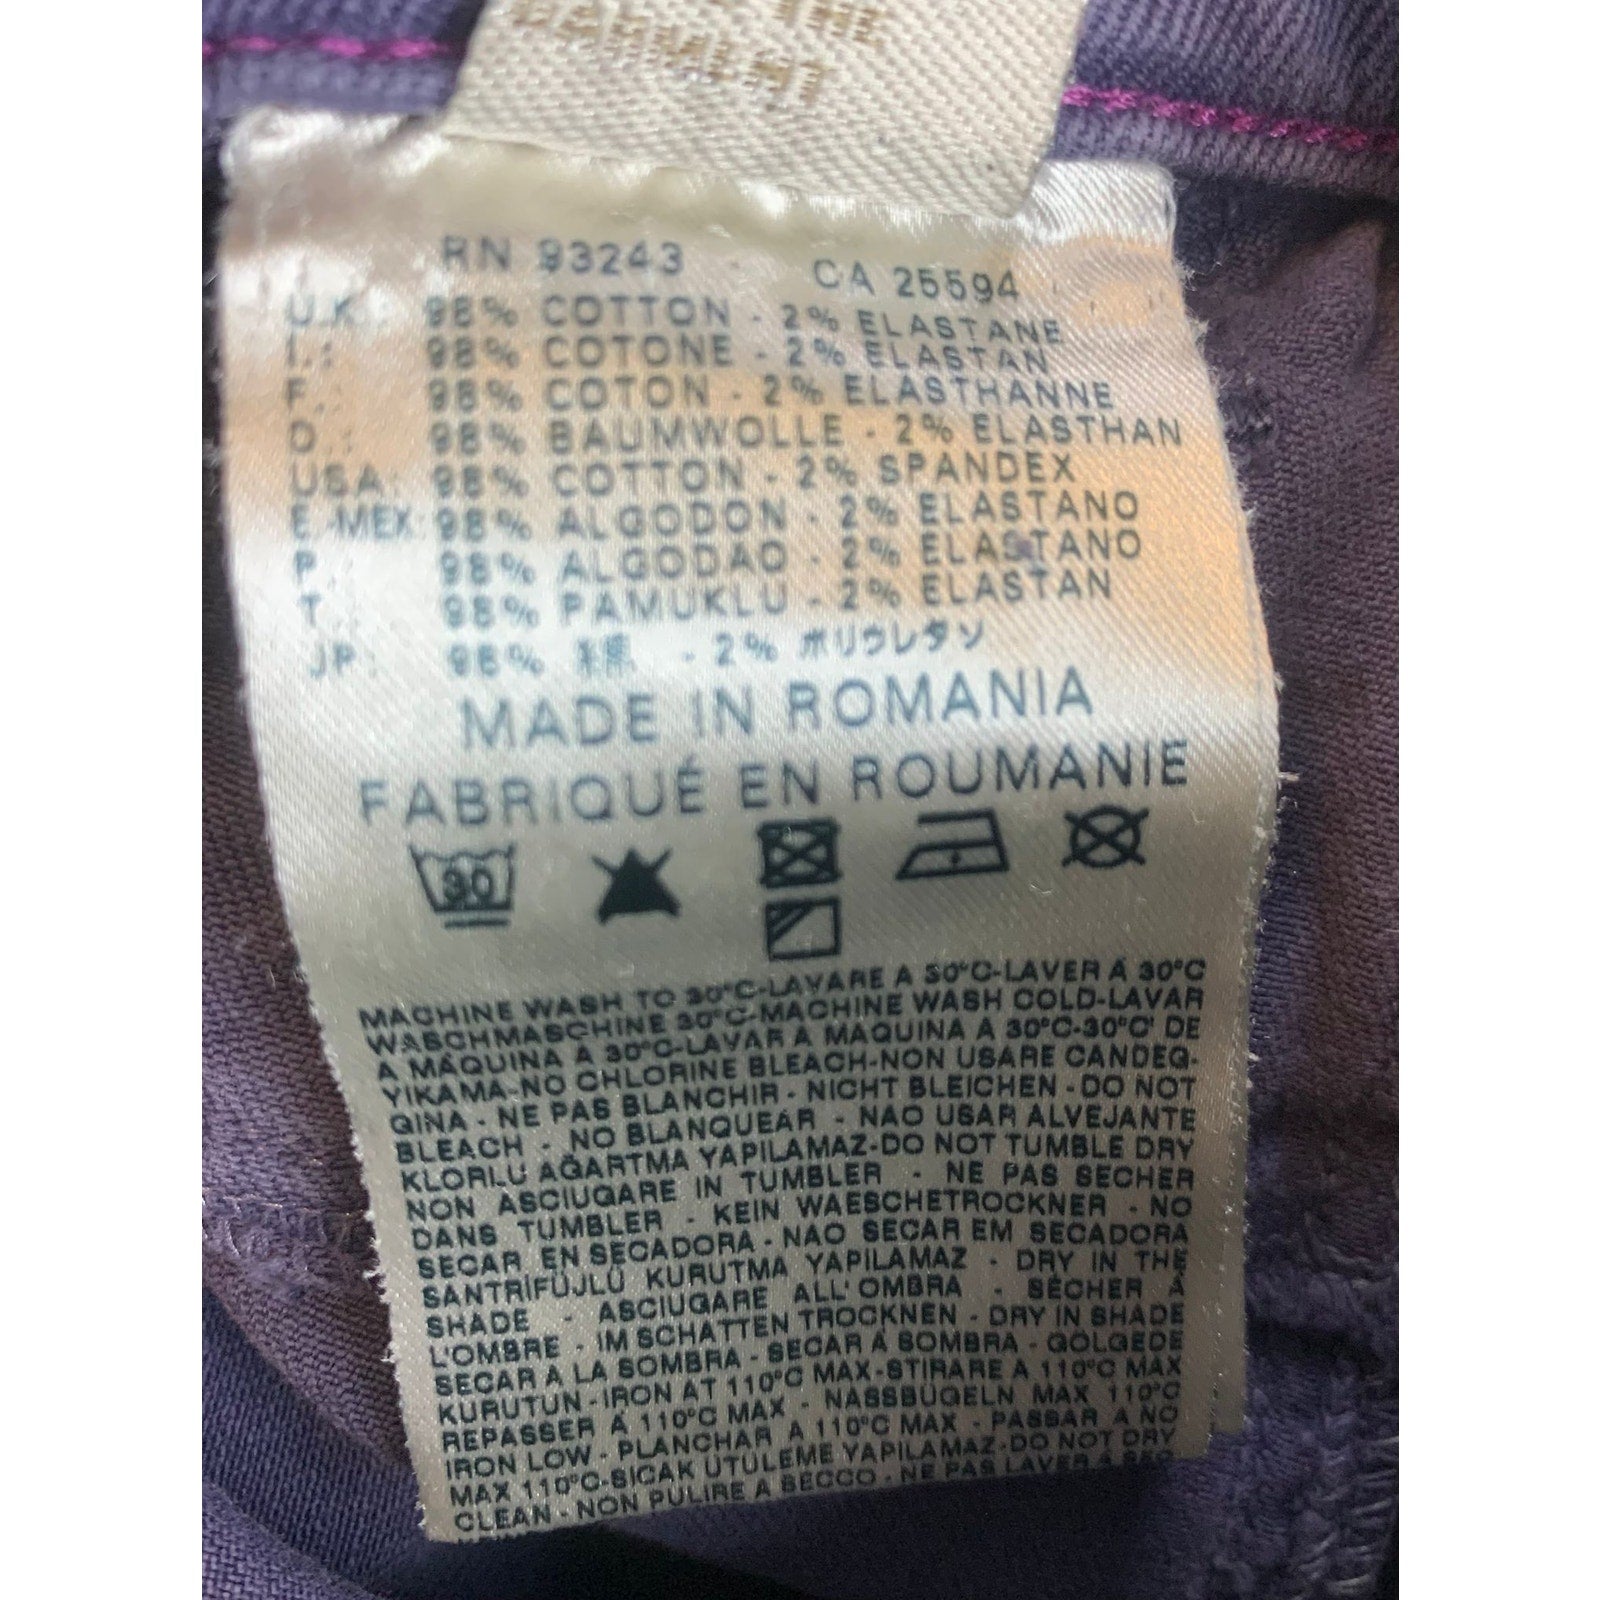 RN 93243 - CA 25594
U.K.: 98% COTTON - 2% ELASTANE
I.: 98% COTONE - 2% ELASTAN
F.: 98% COTON - 2% ELASTHANNE
D.: 98% BAUMWOLLE - 2% ELASTHAN
USA: 98% COTTON - 2% SPANDEX
E-MEX: 98% ALGODON - 2% ELASTANO
P.: 98% ALGODAO - 2% ELASTANO
T.: 98% PAMUKLU - 2% ELASTAN
JP: 98% - 2% ポリウレタン
MADE IN ROMANIA
FABRIQUÉ EN ROUMANIE
30
MACHINE WASH TO 30°C-LAVARE A 30°C-LAVER A 30°C
WASCHMASCHINE 30°C-MACHINE WASH COLD-LAVAR
A MÁQUINA A 30°C-LAVAR A MAQUINA A 30°C-30°C' DE
YIKAMA-NO CHLORINE BLEACH-NON USARE CANDEG-
GINA - NE PAS BLANCHIR - NICHT BLEICHEN - DO NOT
BLEACH - NO BLANQUEAR - NAO USAR ALVEJANTE
KLORLU AĞARTMA YAPILAMAZ-DO NOT TUMBLE DRY
NON ASCIUGARE IN TUMBLER - NE PAS SECHER
DANS TUMBLER - KEIN WAESCHETROCKNER - NO
SECAR EN SECADORA - NAO SECAR EM SECADORA
SANTRİFÜJLÜ KURUTMA YAPILAMAZ - DRY IN THE
SHADE - ASCIUGARE ALL'OMBRA - SÈCHER A
L'OMBRE - IM SCHATTEN TROCKNEN - DRY IN SHADE
SECAR A LA SOMBRA - SECAR A SOMBRA - GÖLGEDE
KURUTUN - IRON AT 110°C MAX-STIRARE A 110°C MAX
REPASSER A 110°C MAX - NASSBÜGELN MAX 110°C
IRON LOW - PLANCHAR A 110°C MAX - PASSAR A NO
MAX 110°C-SICAK ÜTÜLEME YAPILAMAZ-DO NOT DRY
CLEAN - NON PULIRE A SECCO - NE PAS LAVER A SEC